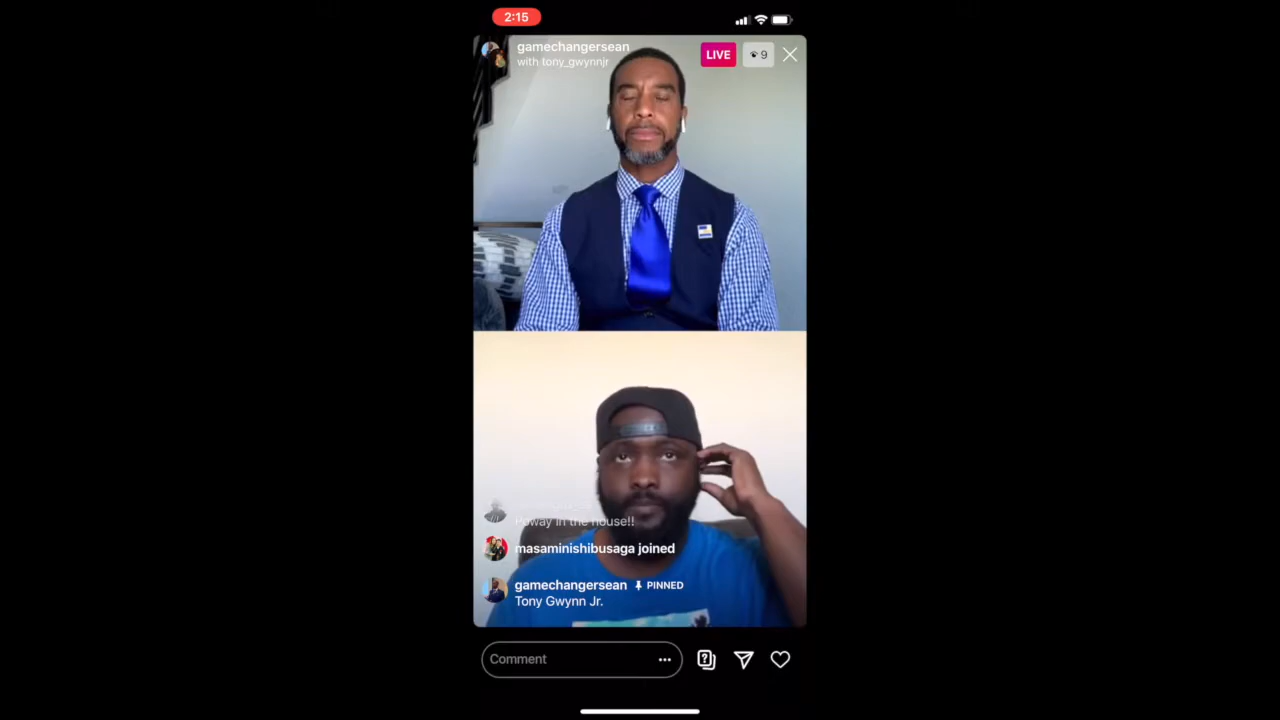 2:15
gamechangersean
with tony_gwynnjr
LIVE
9
Poway in the house!!
masaminishibusaga joined
gamechangersean PINNED
Tony Gwynn Jr.
Comment